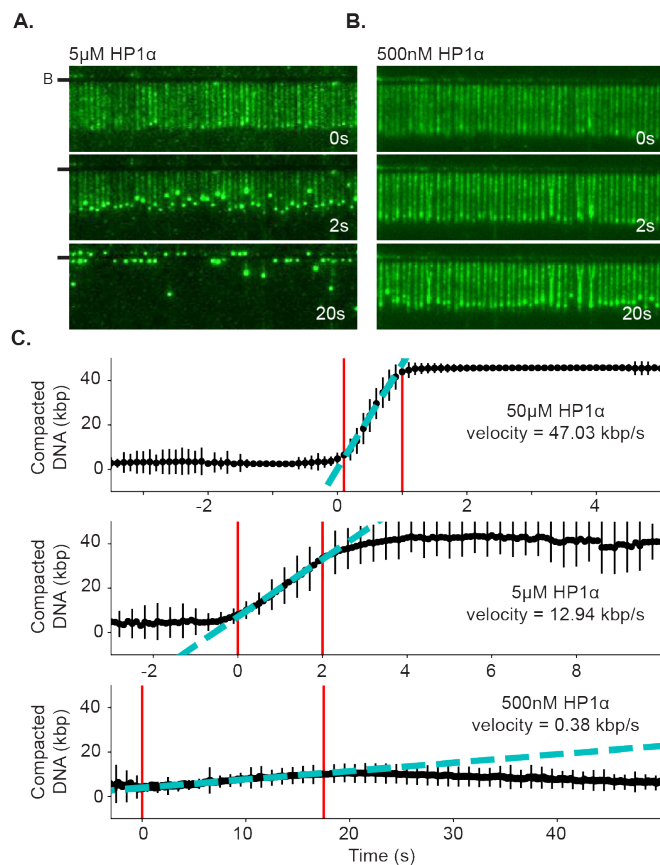 A.
B.
5µM HP1α
500nM HP1α
B
0s
0s
2s
2s
20s
20s
C.
Compacted
DNA (kbp)
40
20
0
50µM HP1α
velocity = 47.03 kbp/s
-2
0
2
4
Compacted
DNA (kbp)
40
20
0
5µM HP1α
velocity = 12.94 kbp/s
-2
0
2
4
6
8
Compacted
DNA (kbp)
40
20
0
500nM HP1α
velocity = 0.38 kbp/s
0
10
20
30
40
Time (s)